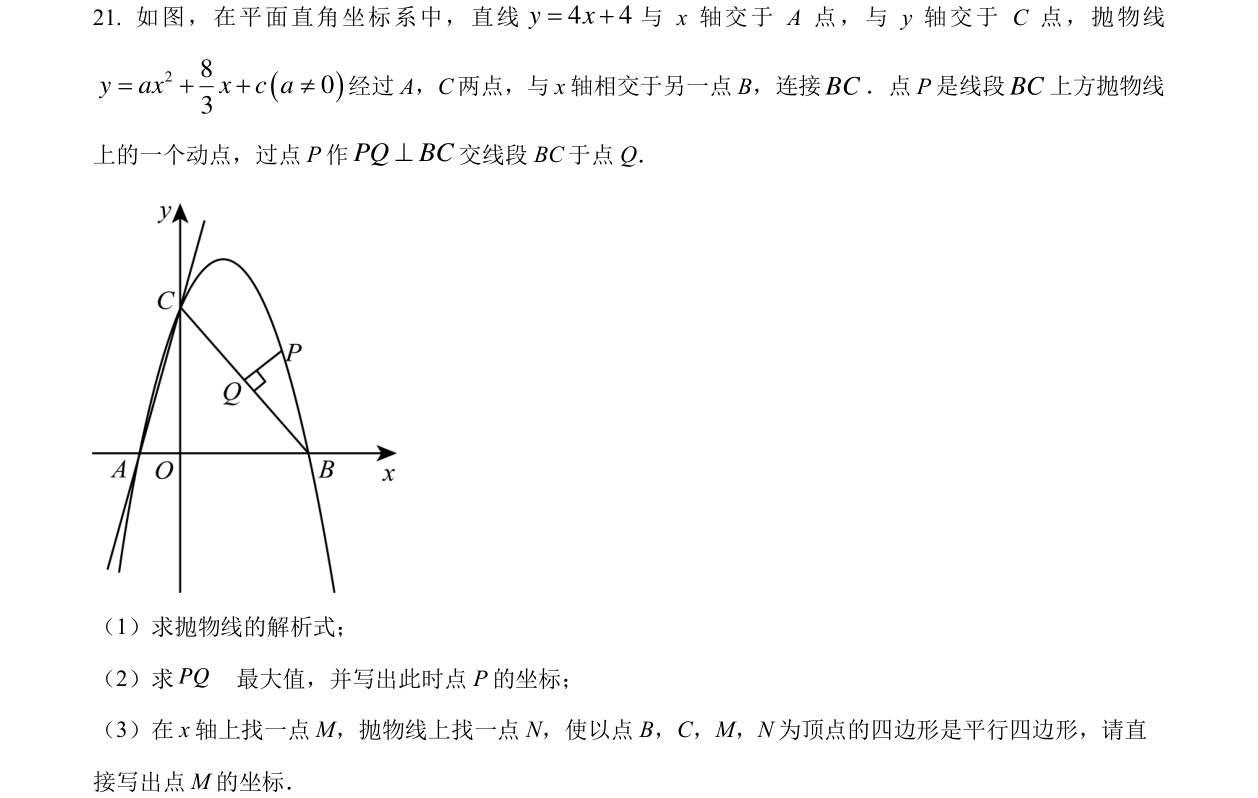 21. 如图，在平面直角坐标系中，直线 y=4x+4 与 x 轴交于 A 点，与 y 轴交于 C 点，抛物线
y=ax²+8/3x+c(a≠0)经过 A，C 两点，与 x 轴相交于另一点 B，连接 BC．点 P 是线段 BC 上方抛物线
上的一个动点，过点 P 作 PQ⊥BC 交线段 BC 于点 Q．
y
C
P
Q
A O B x
（1）求抛物线的解析式；
（2）求 PQ 最大值，并写出此时点 P 的坐标；
（3）在 x 轴上找一点 M，抛物线上找一点 N，使以点 B，C，M，N 为顶点的四边形是平行四边形，请直
接写出点 M 的坐标．